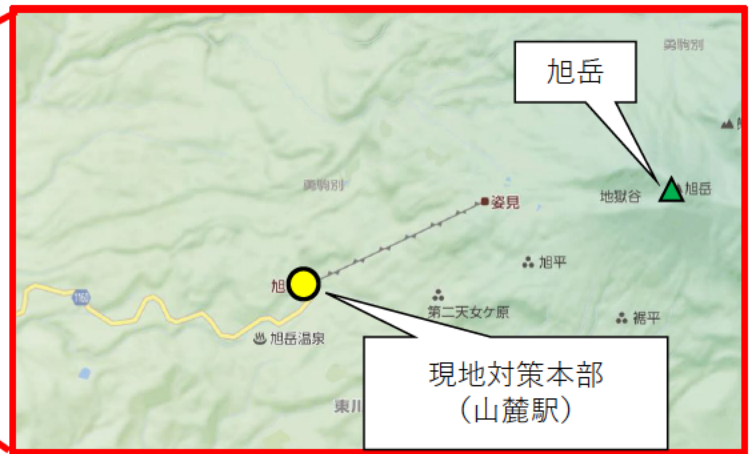 勇駒別
旭岳
勇駒別
地獄谷
旭岳
姿見
旭平
旭
1160
第二天女ケ原
裾平
旭岳温泉
現地対策本部
（山麓駅）
東川